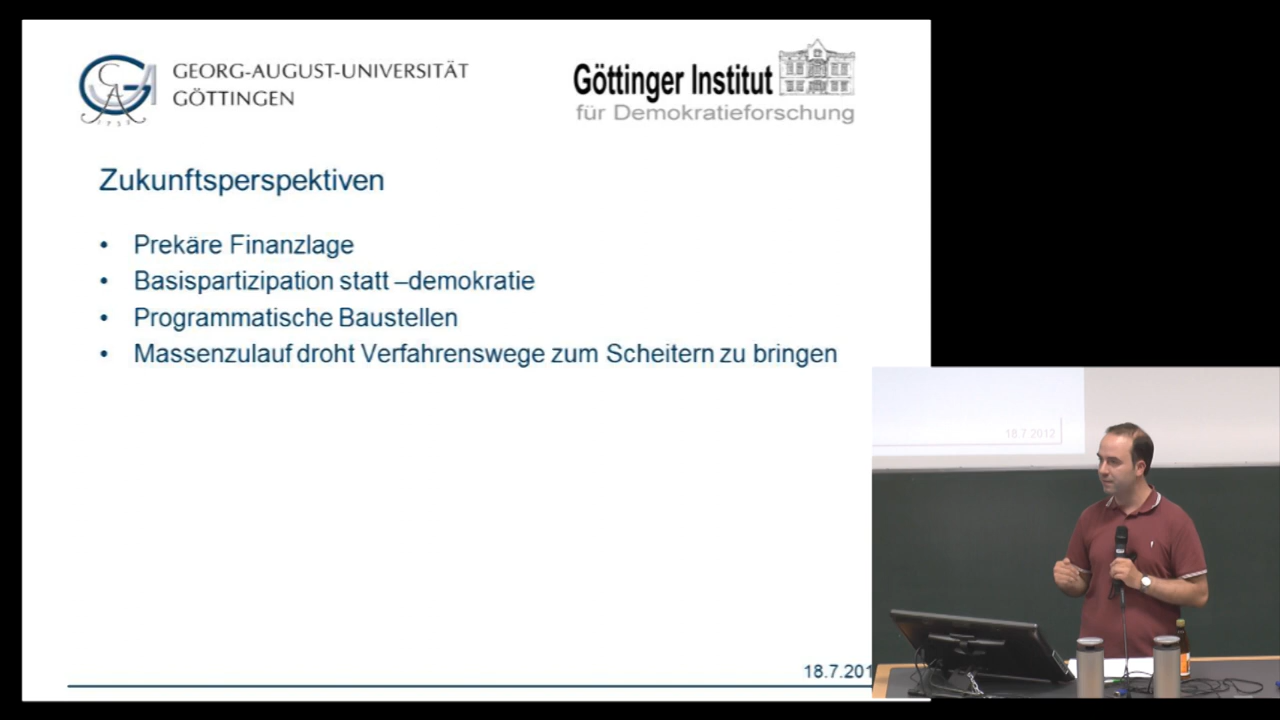 GEORG-AUGUST-UNIVERSITÄT
GÖTTINGEN
Göttinger Institut
für Demokratieforschung
Zukunftsperspektiven
• Prekäre Finanzlage
• Basispartizipation statt –demokratie
• Programmatische Baustellen
• Massenzulauf droht Verfahrenswege zum Scheitern zu bringen
18.7.2012
18.7.201